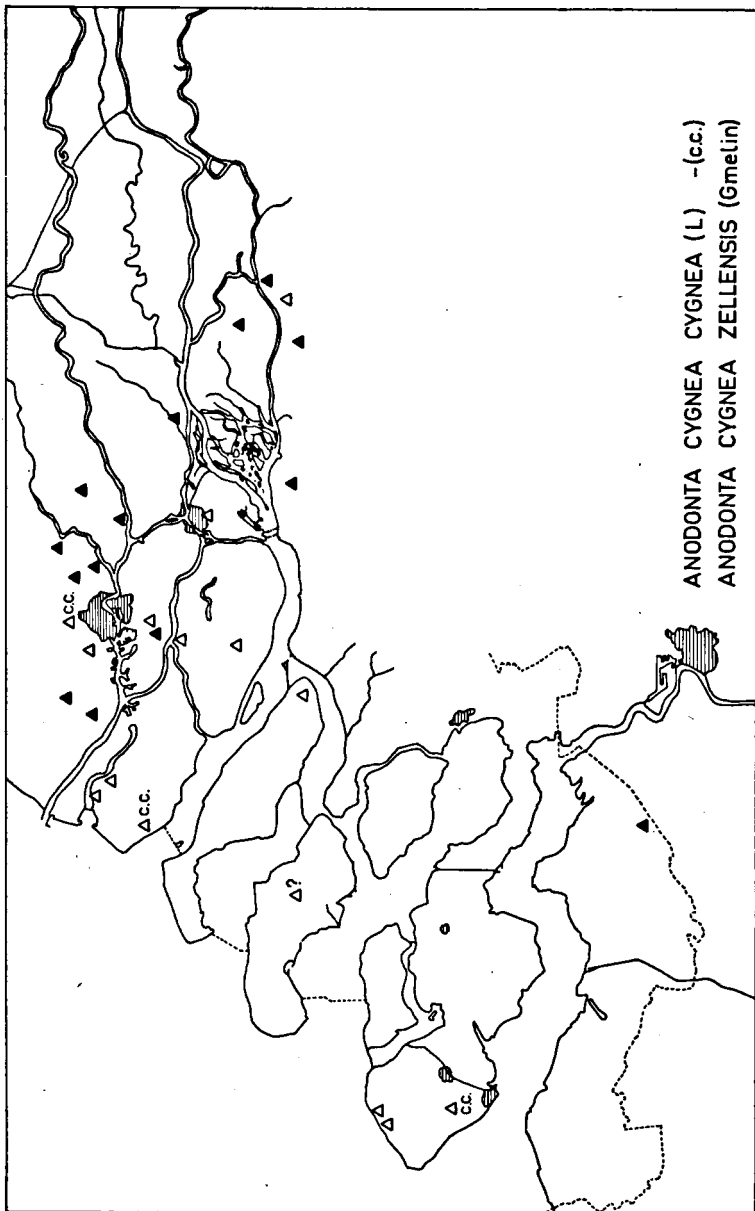 c.c.
c.c.
?
c.c.
ANODONTA CYGNEA CYGNEA (L) -(c.c.)
ANODONTA CYGNEA ZELLENSIS (Gmelin)